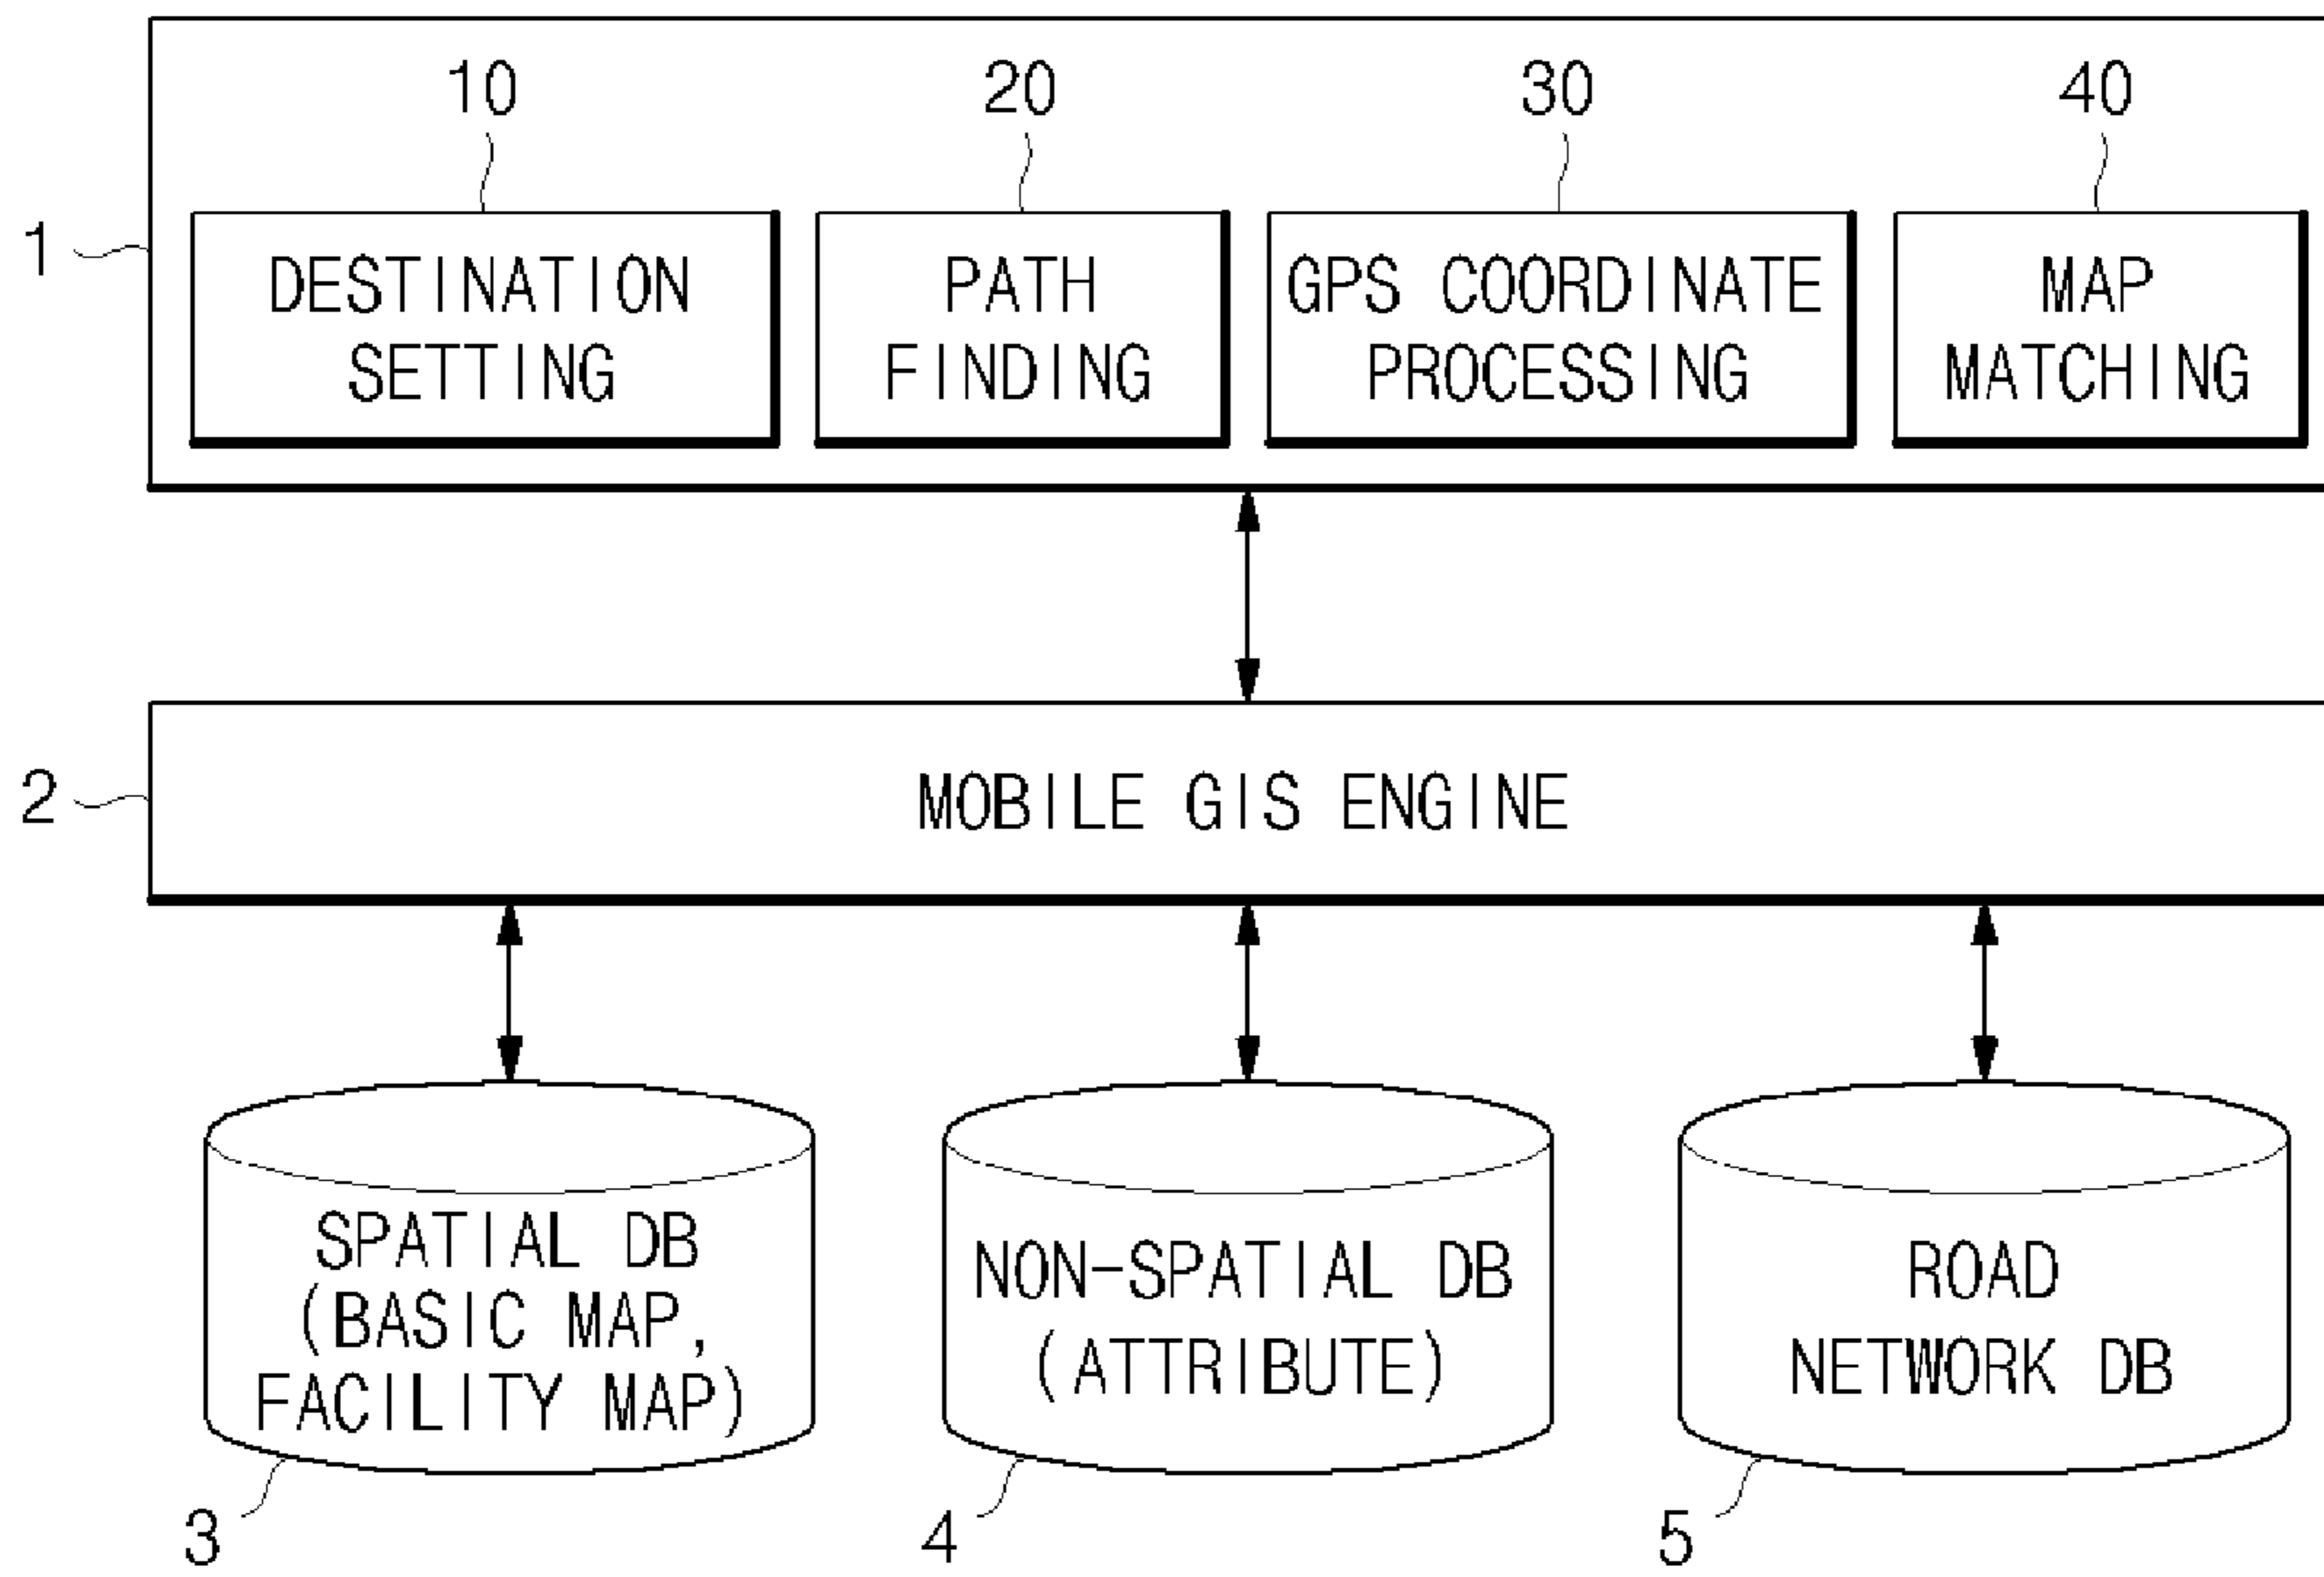 10
20
30
40
1
DESTINATION
SETTING
PATH
FINDING
GPS COORDINATE
PROCESSING
MAP
MATCHING
2
MOBILE GIS ENGINE
SPATIAL DB
(BASIC MAP,
FACILITY MAP)
NON-SPATIAL DB
(ATTRIBUTE)
ROAD
NETWORK DB
3
4
5